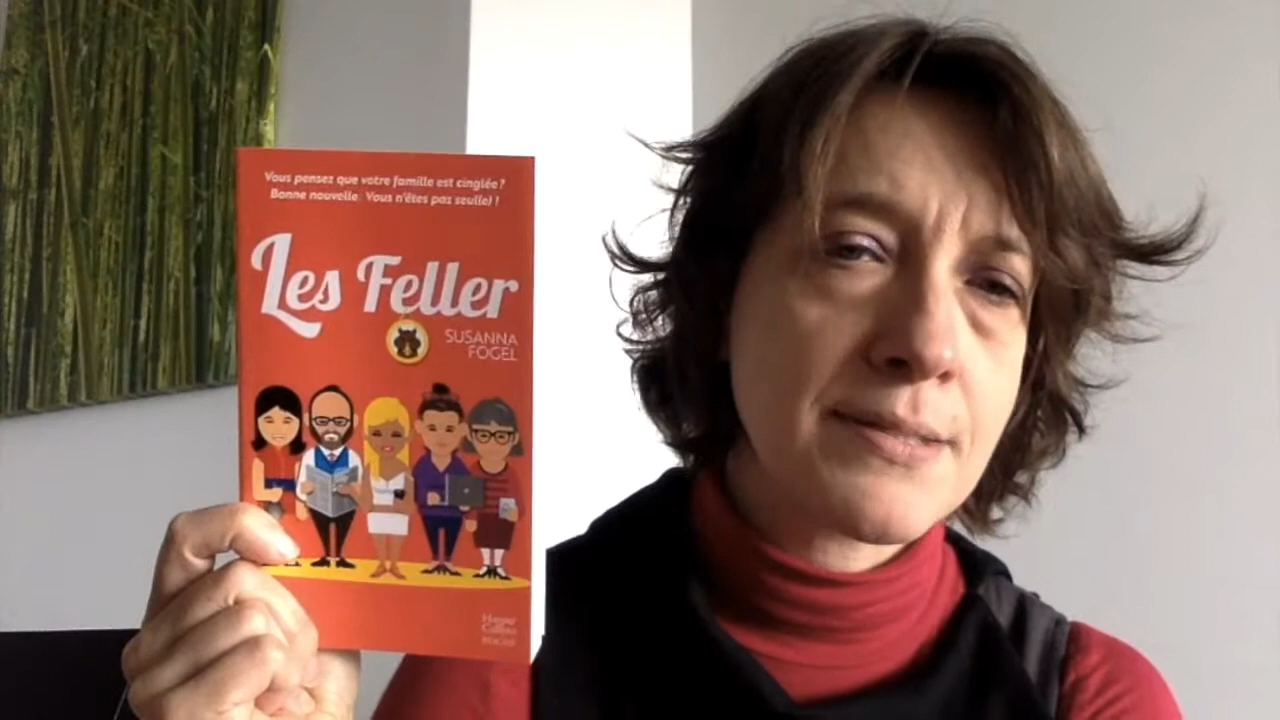 Vous pensez que votre famille est cinglée ?
Bonne nouvelle ! Vous n'êtes pas seul(e) !
Les Feller
SUSANNA
FOGEL
Harper
Collins
POCHE